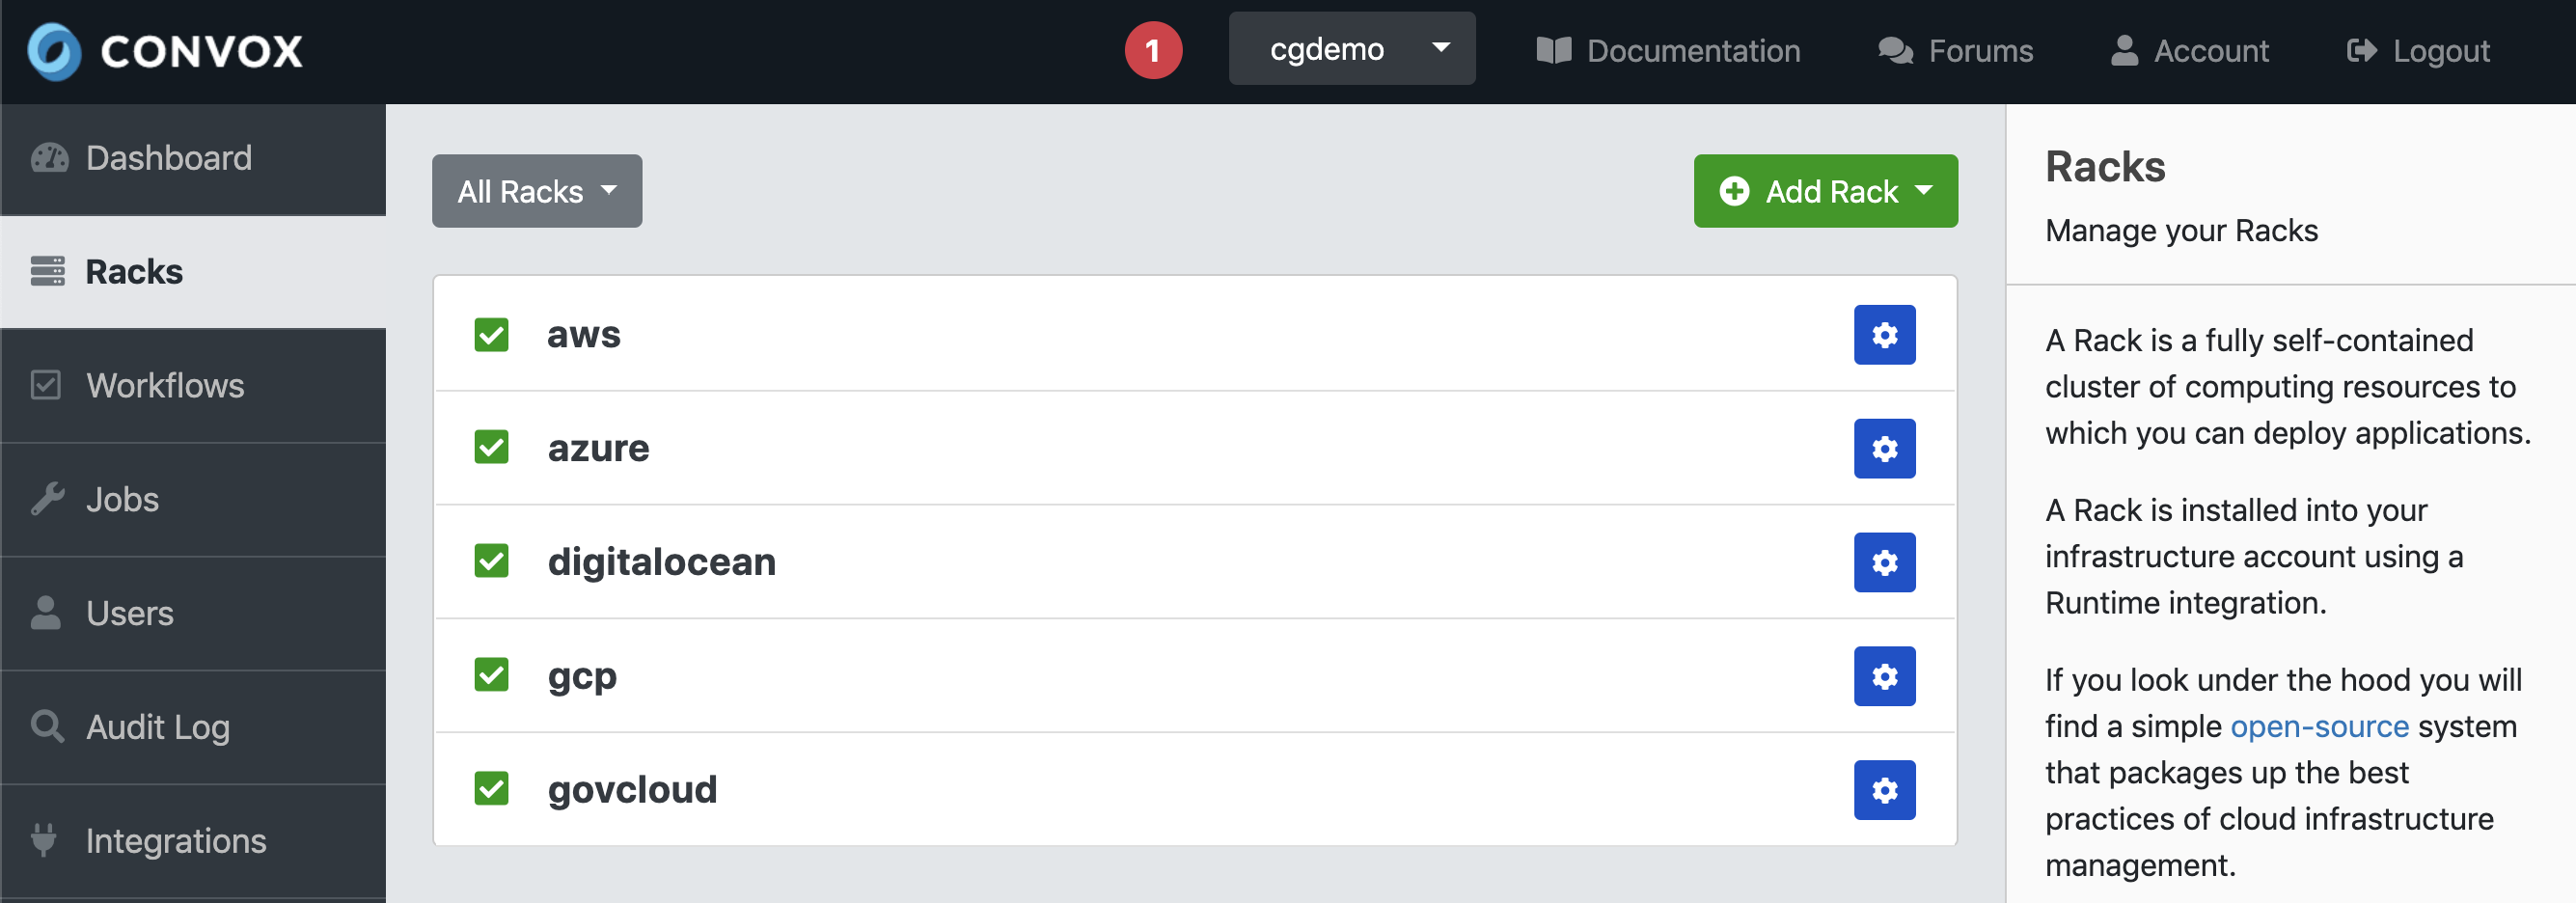 CONVOX
1
cgdemo
Documentation
Forums
Account
Logout
Dashboard
Racks
Workflows
Jobs
Users
Audit Log
Integrations
All Racks
Add Rack
aws
azure
digitalocean
gcp
govcloud
Racks
Manage your Racks
A Rack is a fully self-contained
cluster of computing resources to
which you can deploy applications.
A Rack is installed into your
infrastructure account using a
Runtime integration.
If you look under the hood you will
find a simple open-source system
that packages up the best
practices of cloud infrastructure
management.